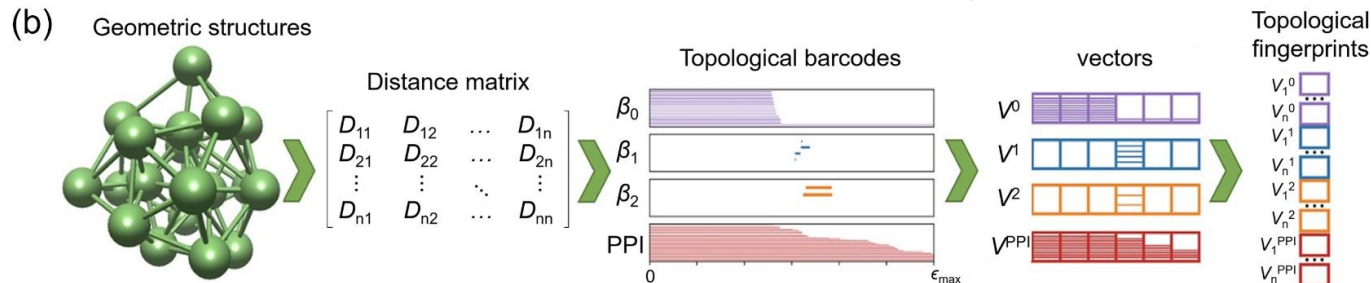 (b)
Geometric structures
Distance matrix
D₁₁ D₁₂ … D₁ₙ
D₂₁ D₂₂ … D₂ₙ
⋮ ⋮ ⋱ ⋮
Dₙ₁ Dₙ₂ … Dₙₙ
Topological barcodes
β₀
β₁
β₂
PPI
0 ϵmax
vectors
V⁰
V¹
V²
Vᴾᴾᴵ
Topological
fingerprints
V₁⁰
•••
Vₙ⁰
V₁¹
•••
Vₙ¹
V₁²
•••
Vₙ²
V₁ᴾᴾᴵ
•••
Vₙᴾᴾᴵ